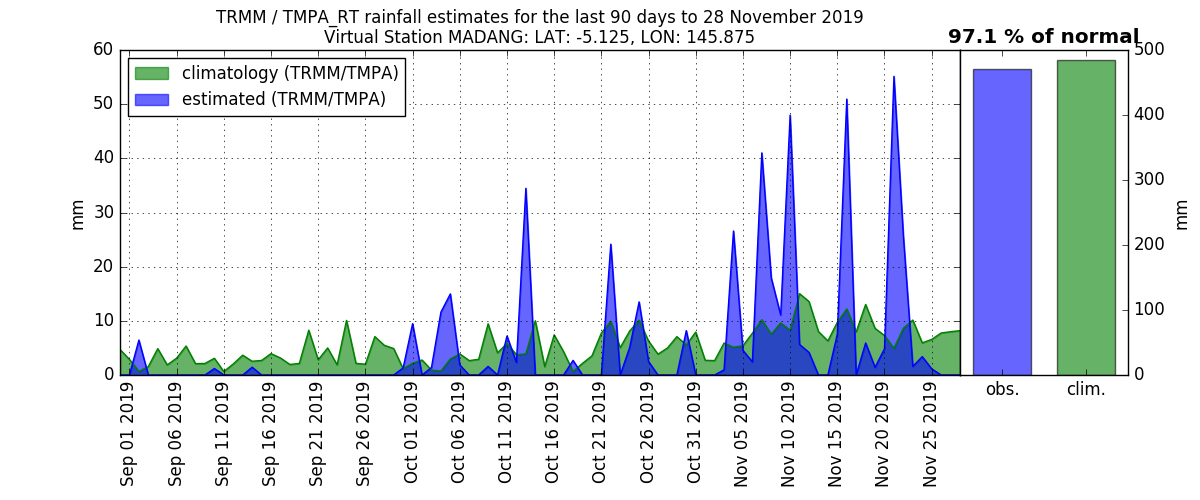 TRMM / TMPA_RT rainfall estimates for the last 90 days to 28 November 2019
Virtual Station MADANG: LAT: -5.125, LON: 145.875
97.1 % of normal
climatology (TRMM/TMPA)
estimated (TRMM/TMPA)
60
50
40
30
20
10
0
mm
Sep 01 2019
Sep 06 2019
Sep 11 2019
Sep 16 2019
Sep 21 2019
Sep 26 2019
Oct 01 2019
Oct 06 2019
Oct 11 2019
Oct 16 2019
Oct 21 2019
Oct 26 2019
Oct 31 2019
Nov 05 2019
Nov 10 2019
Nov 15 2019
Nov 20 2019
Nov 25 2019
500
400
300
200
100
0
mm
obs.
clim.